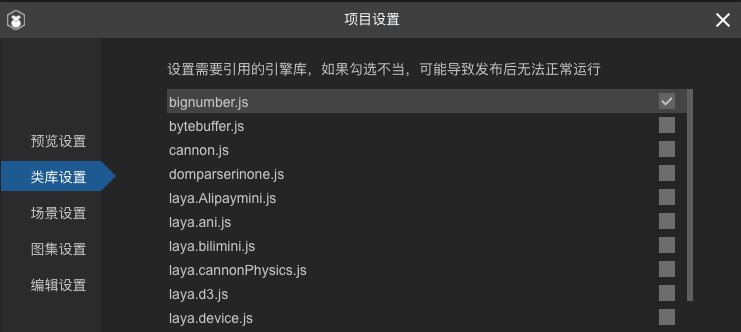 项目设置
设置需要引用的引擎库，如果勾选不当，可能导致发布后无法正常运行
预览设置
类库设置
场景设置
图集设置
编辑设置
bignumber.js
bytebuffer.js
cannon.js
domparserinone.js
laya.Alipaymini.js
laya.ani.js
laya.bilimini.js
laya.cannonPhysics.js
laya.d3.js
laya.device.js